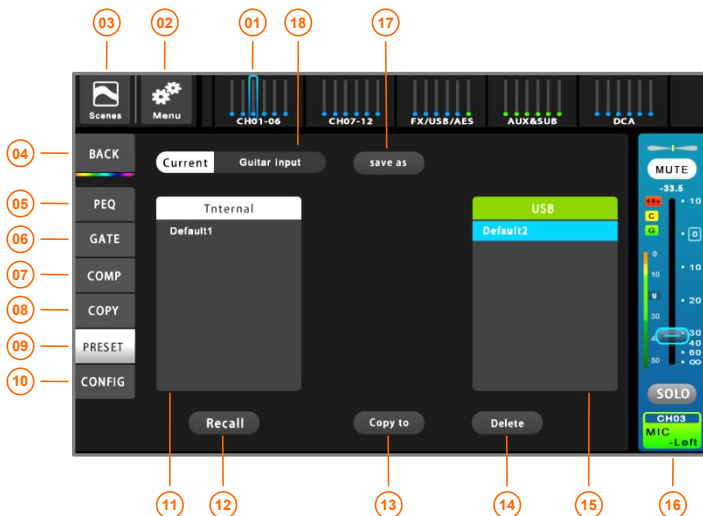 03 02 01 18 17
Scenes Menu CH01-06 CH07-12 FX/USB/AES AUX&SUB DCA
04 BACK Current Guitar Input save as MUTE
-33.5
05 PEQ Tnternal USB 48v 10
Default1 Default2 C
06 GATE G 0
0
07 COMP 10 10
08 COPY U 20
30
09 PRESET 4 30
40
60
50 ∞
10 CONFIG
SOLO
Recall Copy to Delete CH03
MIC
-Left
11 12 13 14 15 16